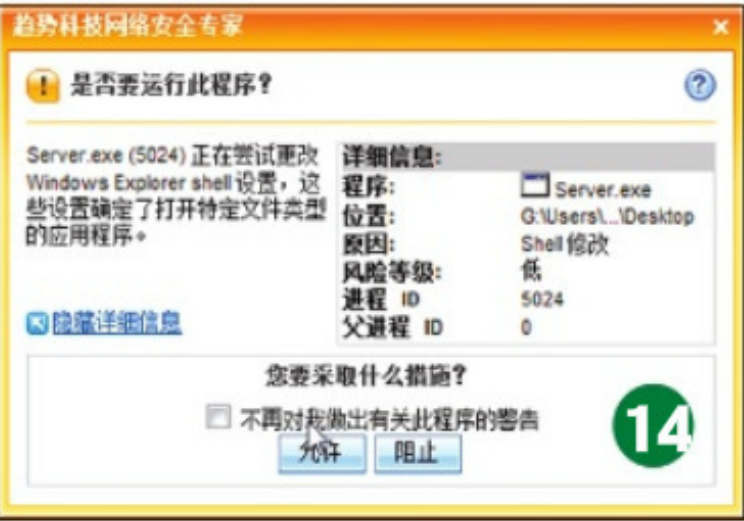 趋势科技网络安全专家
是否要运行此程序?
Server.exe (5024) 正在尝试更改
Windows Explorer shell 设置，这
些设置确定了打开特定文件类型
的应用程序。
隐藏详细信息
详细信息:
程序: Server.exe
位置: G:\Users\...\Desktop
原因: Shell 修改
风险等级: 低
进程 ID 5024
父进程 ID 0
您要采取什么措施?
不再对我做出有关此程序的警告
允许 阻止
14